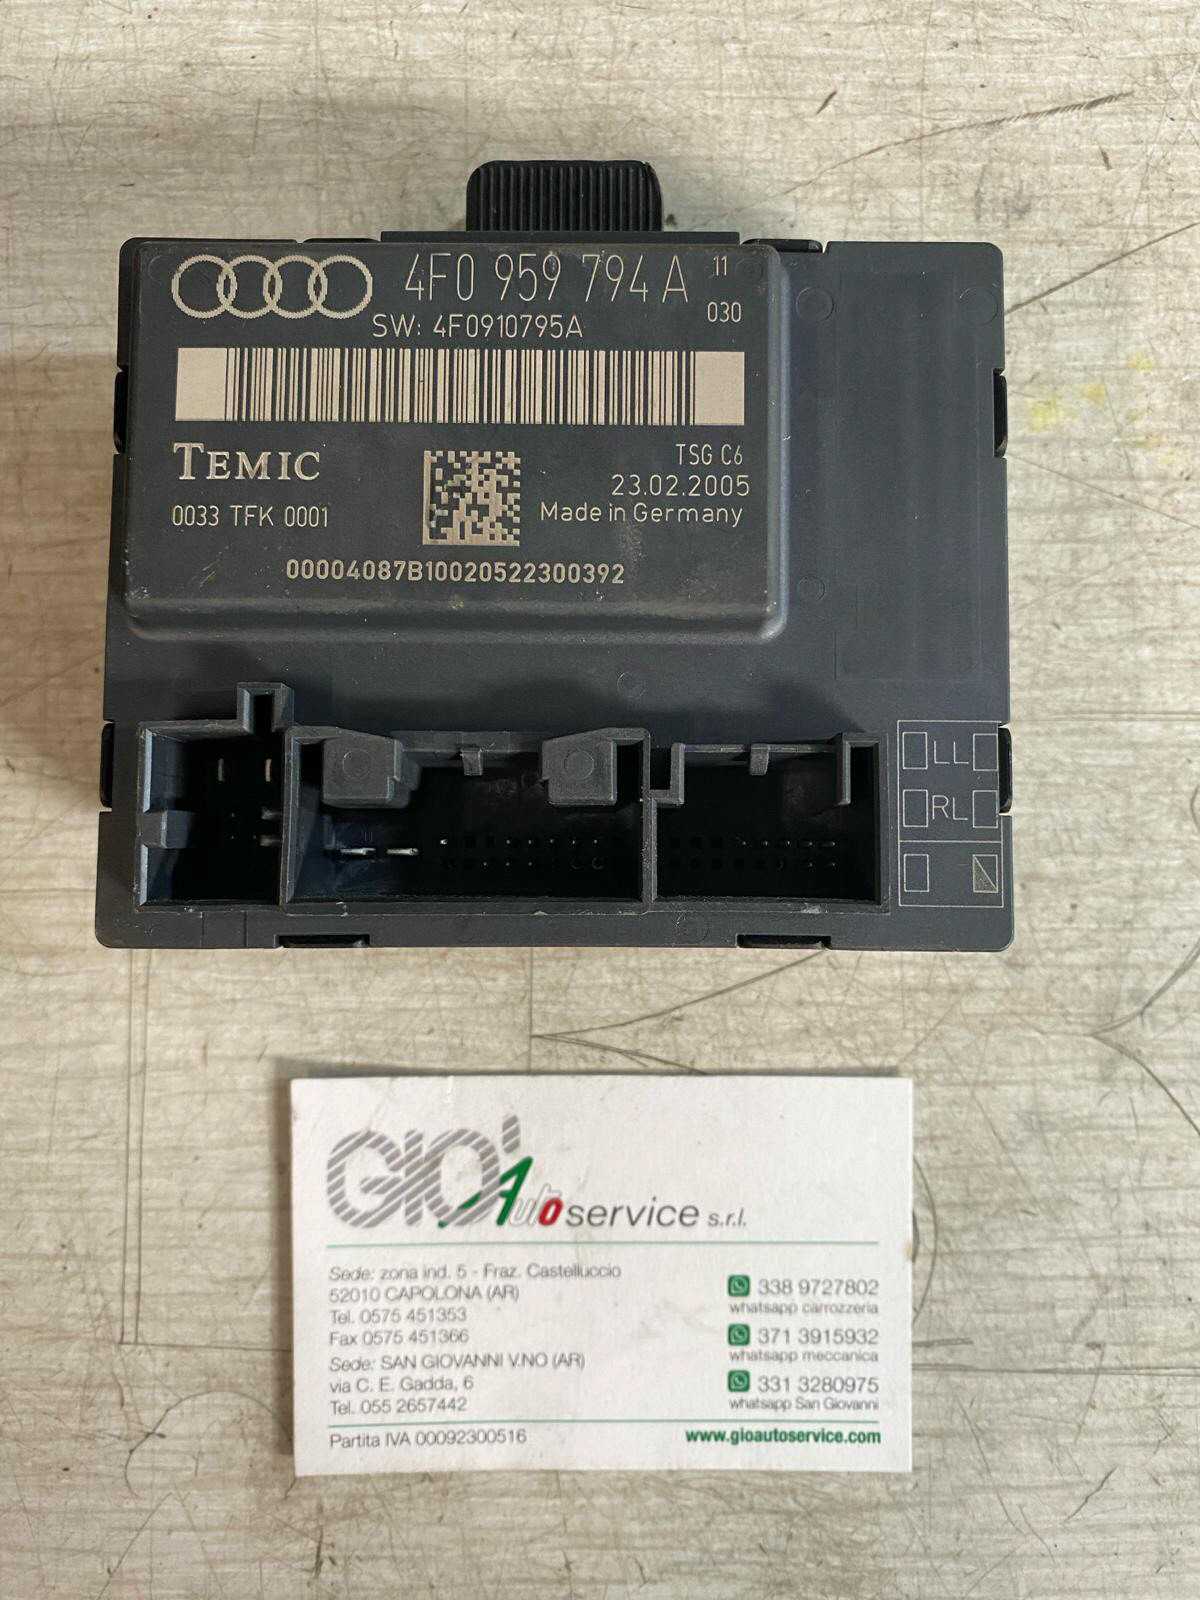 4F0 959 794 A 11
030
SW: 4F0910795A
TEMIC
TSG C6
23.02.2005
0033 TFK 0001
Made in Germany
00004087B10020522300392
LL
RL
GIO' Autoservice s.r.l.
Sede: zona ind. 5 - Fraz. Castelluccio
52010 CAPOLONA (AR)
Tel. 0575 451353
Fax 0575 451366
Sede: SAN GIOVANNI V.NO (AR)
via C. E. Gadda, 6
Tel. 055 2657442
338 9727802
whatsapp carrozzeria
371 3915932
whatsapp meccanica
331 3280975
whatsapp San Giovanni
Partita IVA 00092300516
www.gioautoservice.com